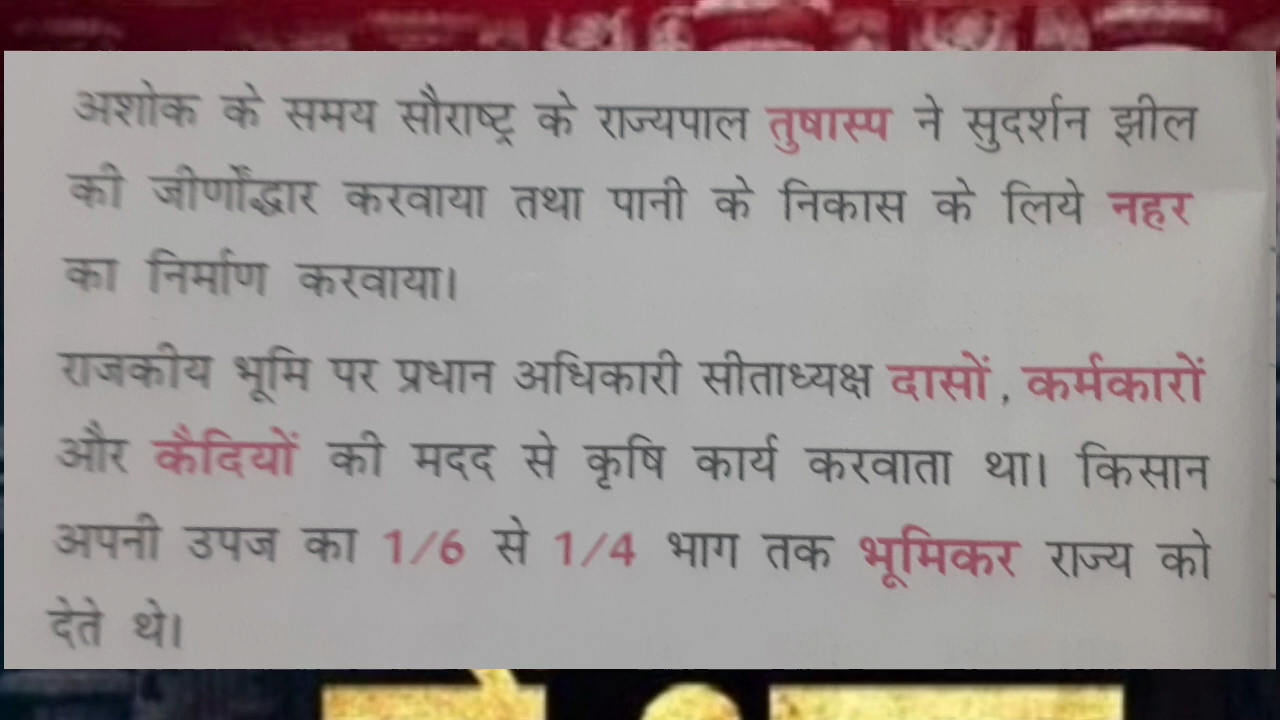 अशोक के समय सौराष्ट्र के राज्यपाल तुषास्प ने सुदर्शन झील
की जीर्णोंद्धार करवाया तथा पानी के निकास के लिये नहर
का निर्माण करवाया।
राजकीय भूमि पर प्रधान अधिकारी सीताध्यक्ष दासों, कर्मकारों
और कैदियों की मदद से कृषि कार्य करवाता था। किसान
अपनी उपज का 1/6 से 1/4 भाग तक भूमिकर राज्य को
देते थे।